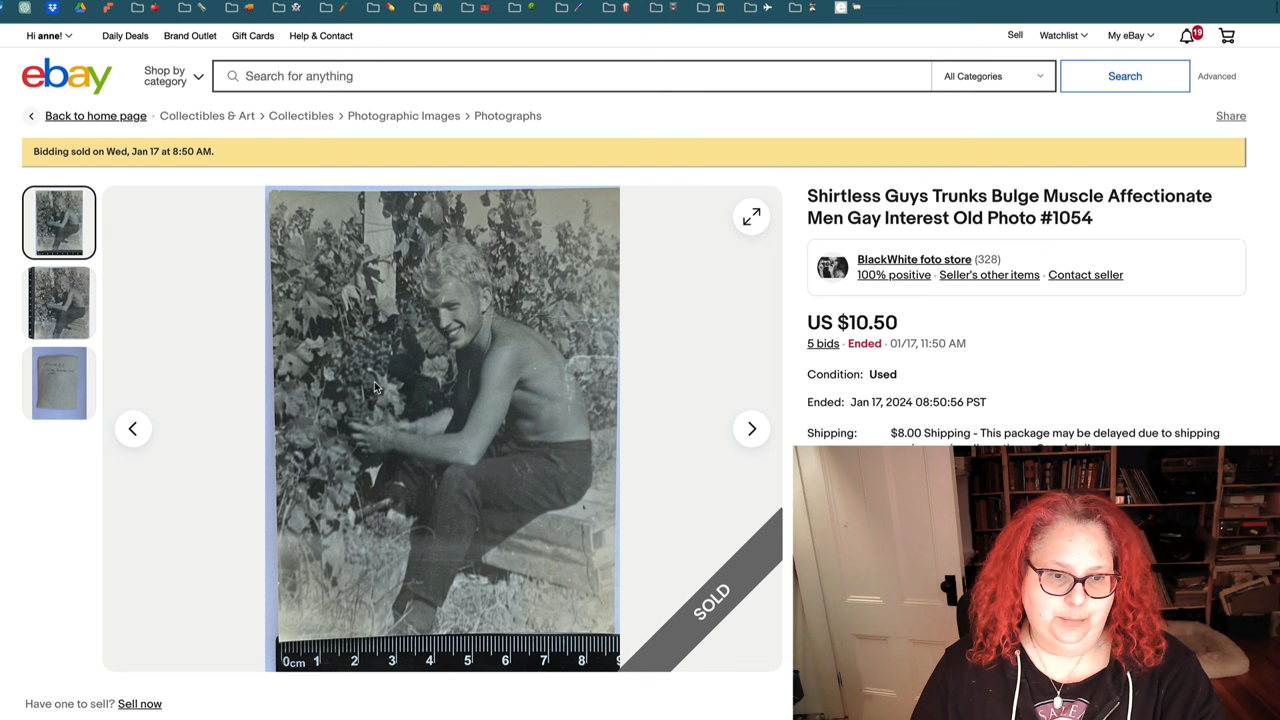 Hi anne!
Daily Deals
Brand Outlet
Gift Cards
Help & Contact
Sell
Watchlist
My eBay
19
ebay
Shop by
category
Search for anything
All Categories
Search
Advanced
Back to home page
Collectibles & Art
Collectibles
Photographic Images
Photographs
Share
Bidding sold on Wed, Jan 17 at 8:50 AM.
Shirtless Guys Trunks Bulge Muscle Affectionate
Men Gay Interest Old Photo #1054
BlackWhite foto store (328)
100% positive · Seller's other items · Contact seller
US $10.50
5 bids · Ended · 01/17, 11:50 AM
Condition: Used
Ended: Jan 17, 2024 08:50:56 PST
Shipping: $8.00 Shipping - This package may be delayed due to shipping
SOLD
0cm 1 2 3 4 5 6 7 8
Have one to sell? Sell now
SALE